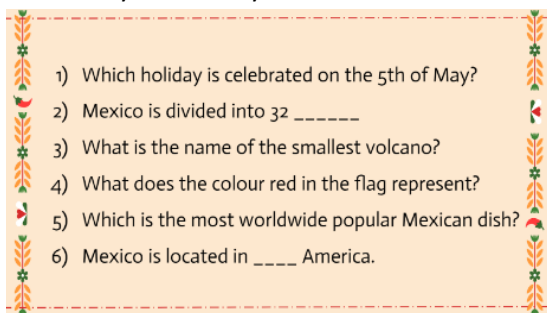 1) Which holiday is celebrated on the 5th of May?
2) Mexico is divided into 32 ______
3) What is the name of the smallest volcano?
4) What does the colour red in the flag represent?
5) Which is the most worldwide popular Mexican dish?
6) Mexico is located in ____ America.